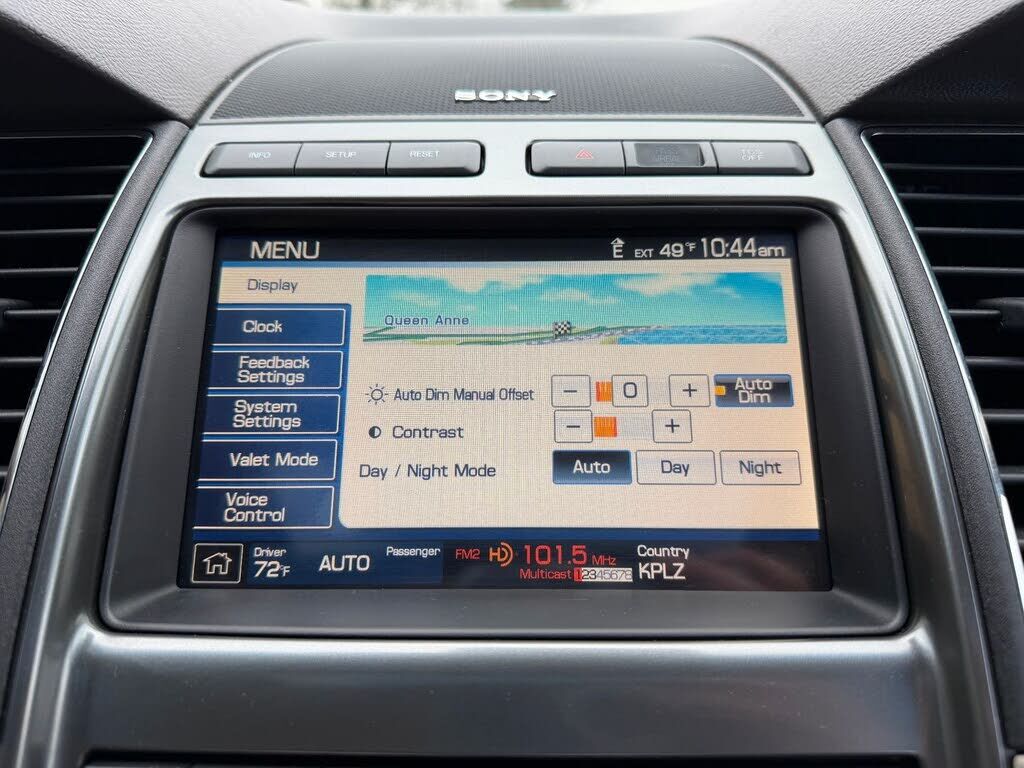 SONY
INFO
SETUP
RESET
MENU
E EXT 49°F 10:44am
Display
Queen Anne
Clock
Feedback
Settings
System
Settings
Valet Mode
Voice
Control
Auto Dim Manual Offset
− 0 +
Auto
Dim
Contrast
− +
Day / Night Mode
Auto
Day
Night
Driver
72°F
AUTO
Passenger
FM2 HD 101.5 MHz
Multicast 12345678
Country
KPLZ